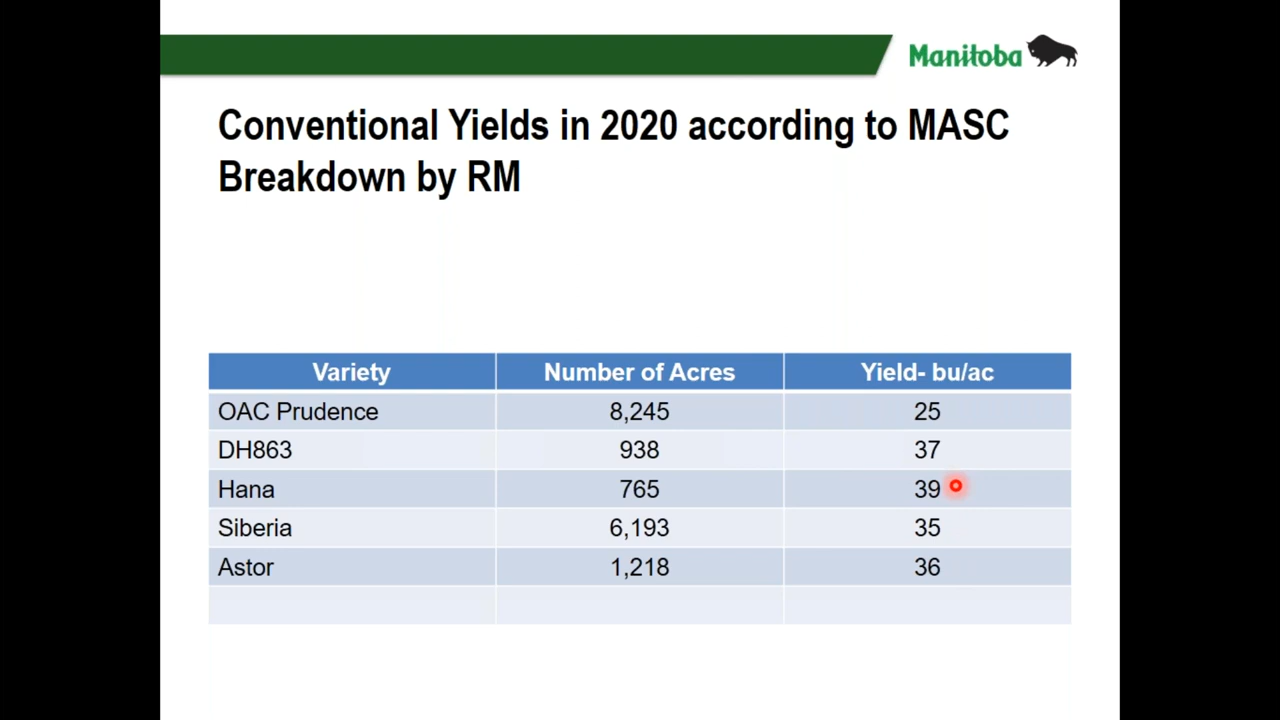 Manitoba
Conventional Yields in 2020 according to MASC
Breakdown by RM
Variety Number of Acres Yield- bu/ac
OAC Prudence 8,245 25
DH863 938 37
Hana 765 39
Siberia 6,193 35
Astor 1,218 36